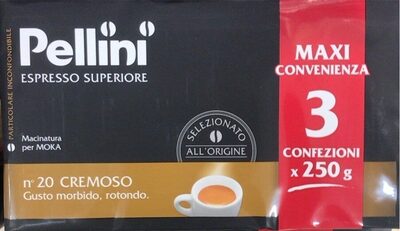 PARTICOLARE INCONFONDIBILE
Pellini
ESPRESSO SUPERIORE
Macinatura
per MOKA
SELEZIONATO
ALL'ORIGINE
n° 20 CREMOSO
Gusto morbido, rotondo.
MAXI
CONVENIENZA
3
CONFEZIONI
x 250 g